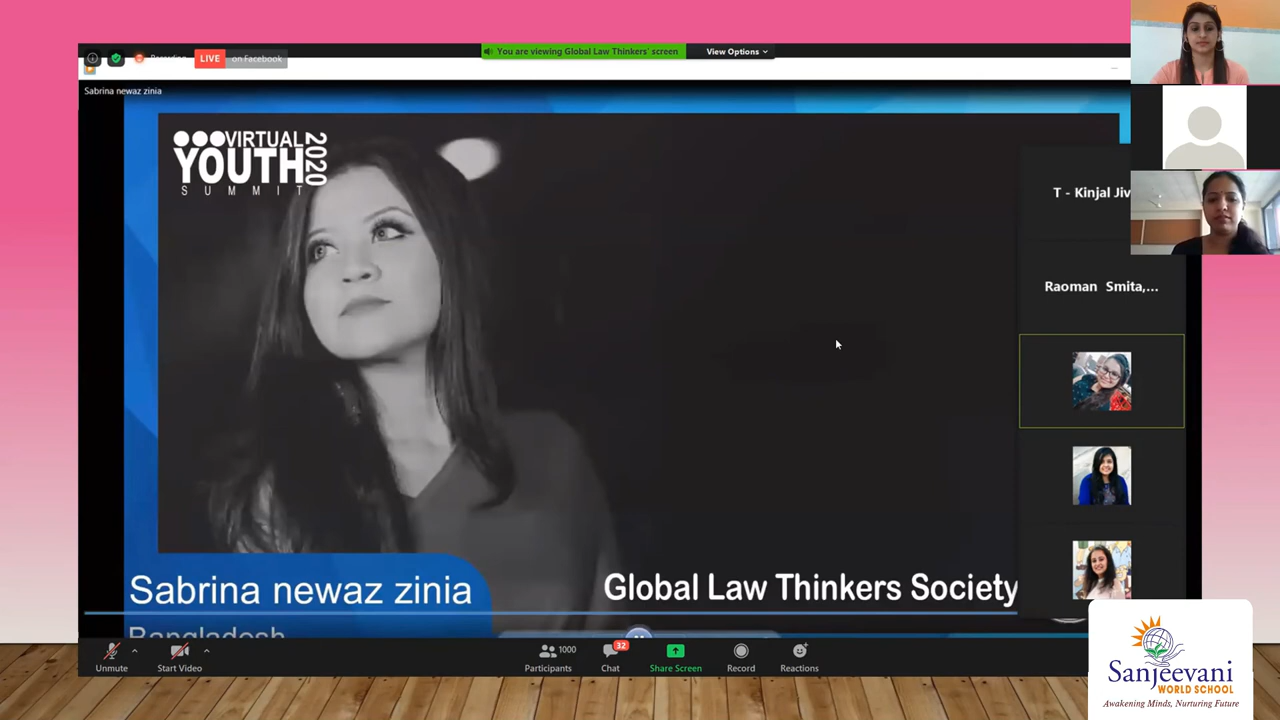 Recording
LIVE on Facebook
You are viewing Global Law Thinkers' screen
View Options
Sabrina newaz zinia
VIRTUAL
YOUTH
SUMMIT
2020
T - Kinjal Jiv
Raoman Smita,...
Sabrina newaz zinia
Global Law Thinkers Society
Bangladesh
Unmute
Start Video
1000
Participants
32
Chat
Share Screen
Record
Reactions
Sanjeevani
WORLD SCHOOL
Awakening Minds, Nurturing Future